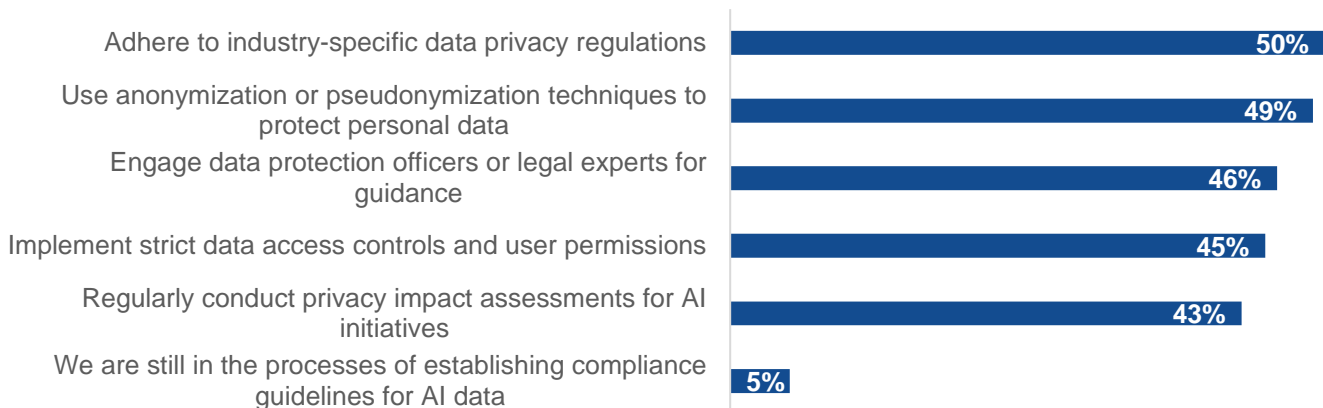 Adhere to industry-specific data privacy regulations
50%
Use anonymization or pseudonymization techniques to
protect personal data
49%
Engage data protection officers or legal experts for
guidance
46%
Implement strict data access controls and user permissions
45%
Regularly conduct privacy impact assessments for AI
initiatives
43%
We are still in the processes of establishing compliance
guidelines for AI data
5%